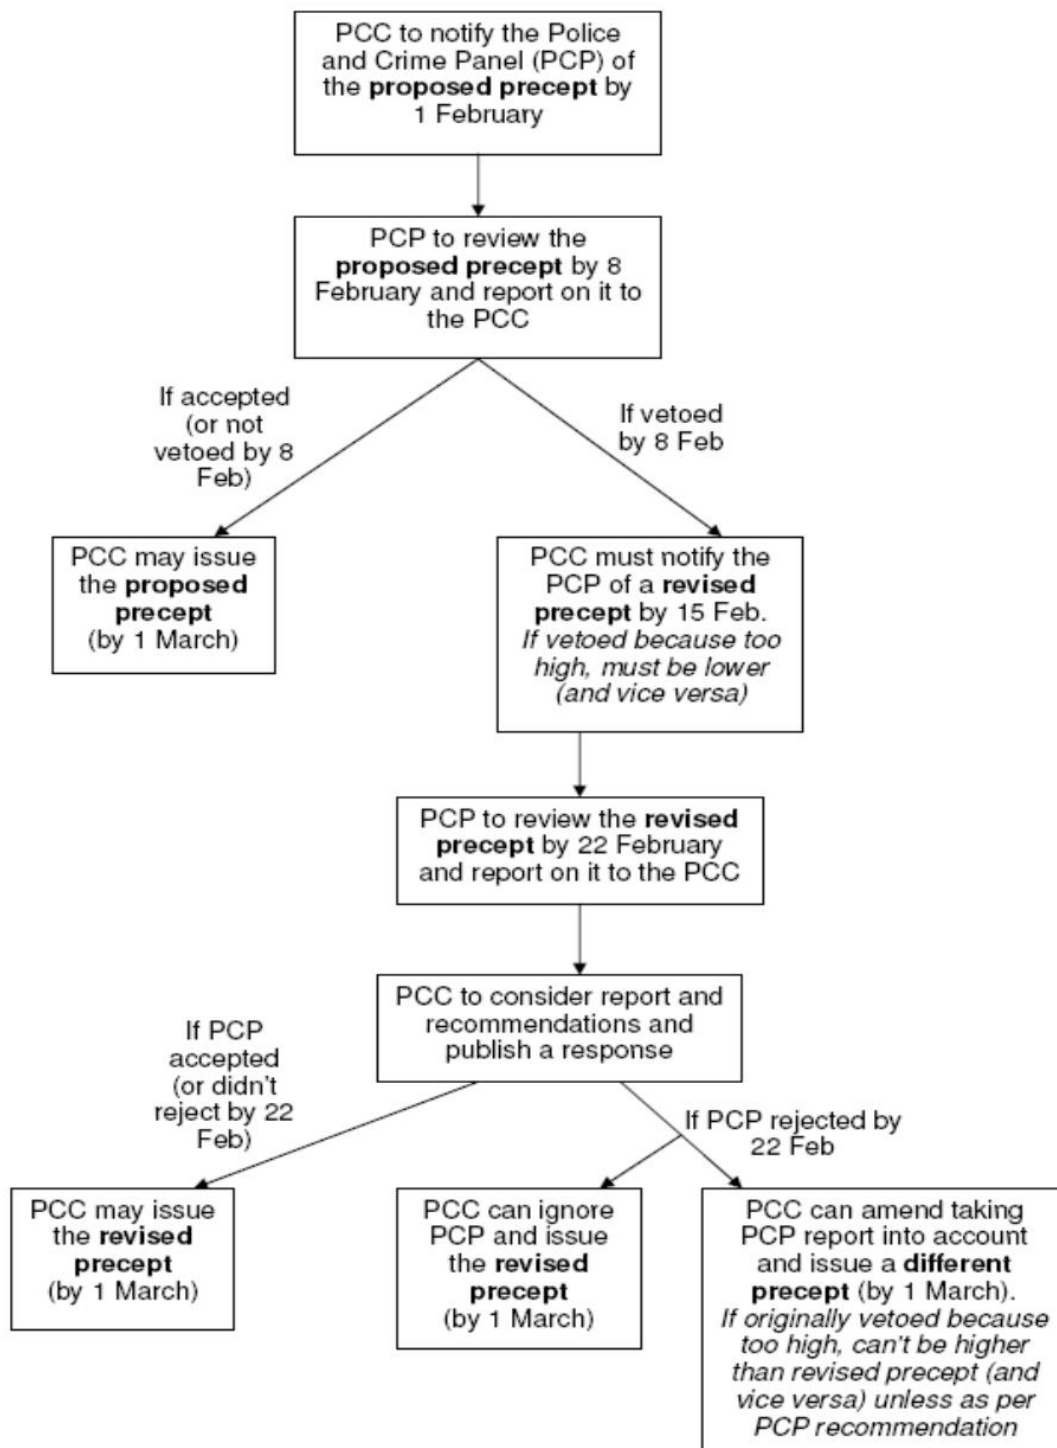 PCC to notify the Police
and Crime Panel (PCP) of
the proposed precept by
1 February
PCP to review the
proposed precept by 8
February and report on it to
the PCC
If accepted
(or not
vetoed by 8
Feb)
If vetoed
by 8 Feb
PCC may issue
the proposed
precept
(by 1 March)
PCC must notify the
PCP of a revised
precept by 15 Feb.
If vetoed because too
high, must be lower
(and vice versa)
PCP to review the revised
precept by 22 February
and report on it to the PCC
PCC to consider report and
recommendations and
publish a response
If PCP
accepted
(or didn't
reject by 22
Feb)
If PCP rejected by
22 Feb
PCC may issue
the revised
precept
(by 1 March)
PCC can ignore
PCP and issue
the revised
precept
(by 1 March)
PCC can amend taking
PCP report into account
and issue a different
precept (by 1 March).
If originally vetoed because
too high, can't be higher
than revised precept (and
vice versa) unless as per
PCP recommendation